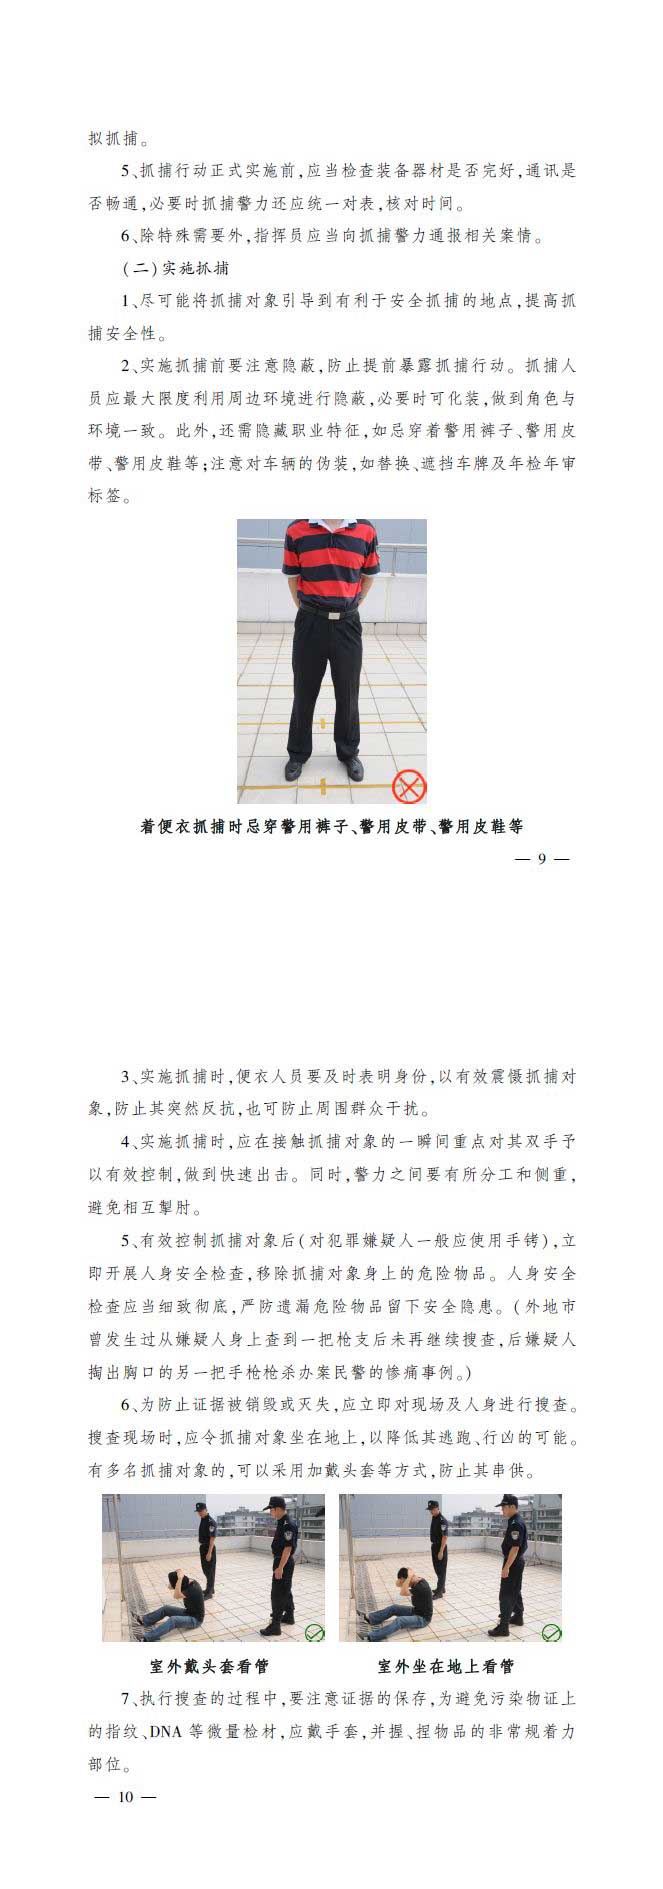 拟抓捕。
5、抓捕行动正式实施前,应当检查装备器材是否完好,通讯是
否畅通,必要时抓捕警力还应统一对表,核对时间。
6、除特殊需要外,指挥员应当向抓捕警力通报相关案情。
(二)实施抓捕
1、尽可能将抓捕对象引导到有利于安全抓捕的地点,提高抓
捕安全性。
2、实施抓捕前要注意隐蔽,防止提前暴露抓捕行动。抓捕人
员应最大限度利用周边环境进行隐蔽,必要时可化装,做到角色与
环境一致。此外,还需隐藏职业特征,如忌穿着警用裤子、警用皮
带、警用皮鞋等;注意对车辆的伪装,如替换、遮挡车牌及年检年审
标签。
着便衣抓捕时忌穿警用裤子、警用皮带、警用皮鞋等
— 9 —
3、实施抓捕时,便衣人员要及时表明身份,以有效震慑抓捕对
象,防止其突然反抗,也可防止周围群众干扰。
4、实施抓捕时,应在接触抓捕对象的一瞬间重点对其双手予
以有效控制,做到快速出击。同时,警力之间要有所分工和侧重,
避免相互掣肘。
5、有效控制抓捕对象后(对犯罪嫌疑人一般应使用手铐),立
即开展人身安全检查,移除抓捕对象身上的危险物品。人身安全
检查应当细致彻底,严防遗漏危险物品留下安全隐患。(外地市
曾发生过从嫌疑人身上查到一把枪支后未再继续搜查,后嫌疑人
掏出胸口的另一把手枪枪杀办案民警的惨痛事例。)
6、为防止证据被销毁或灭失,应立即对现场及人身进行搜查。
搜查现场时,应令抓捕对象坐在地上,以降低其逃跑、行凶的可能。
有多名抓捕对象的,可以采用加戴头套等方式,防止其串供。
室外戴头套看管 室外坐在地上看管
7、执行搜查的过程中,要注意证据的保存,为避免污染物证上
的指纹、DNA 等微量检材,应戴手套,并握、捏物品的非常规着力
部位。
— 10 —